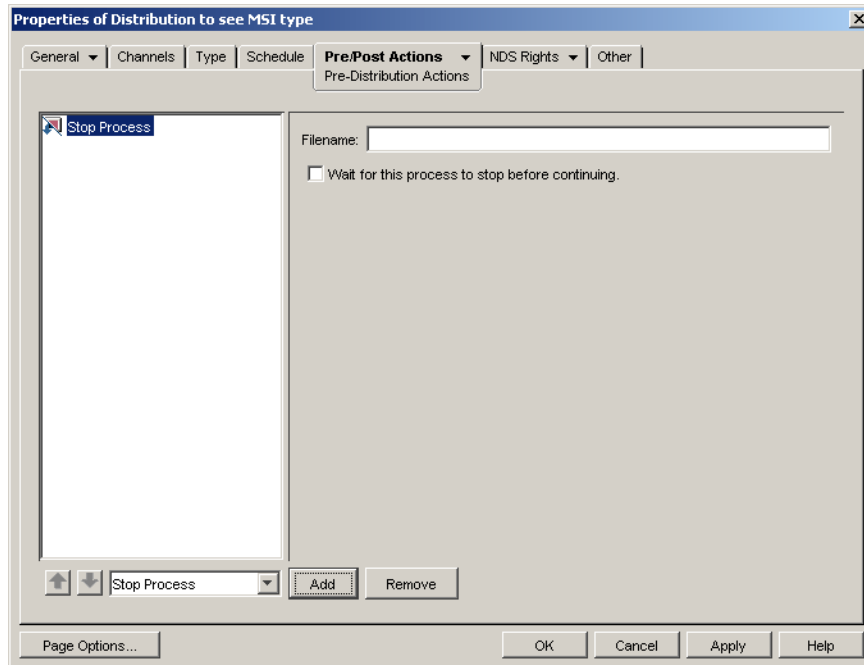 Properties of Distribution to see MSI type
General Channels Type Schedule Pre/Post Actions NDS Rights Other
Pre-Distribution Actions
Stop Process
Filename:
Wait for this process to stop before continuing.
Stop Process Add Remove
Page Options... OK Cancel Apply Help